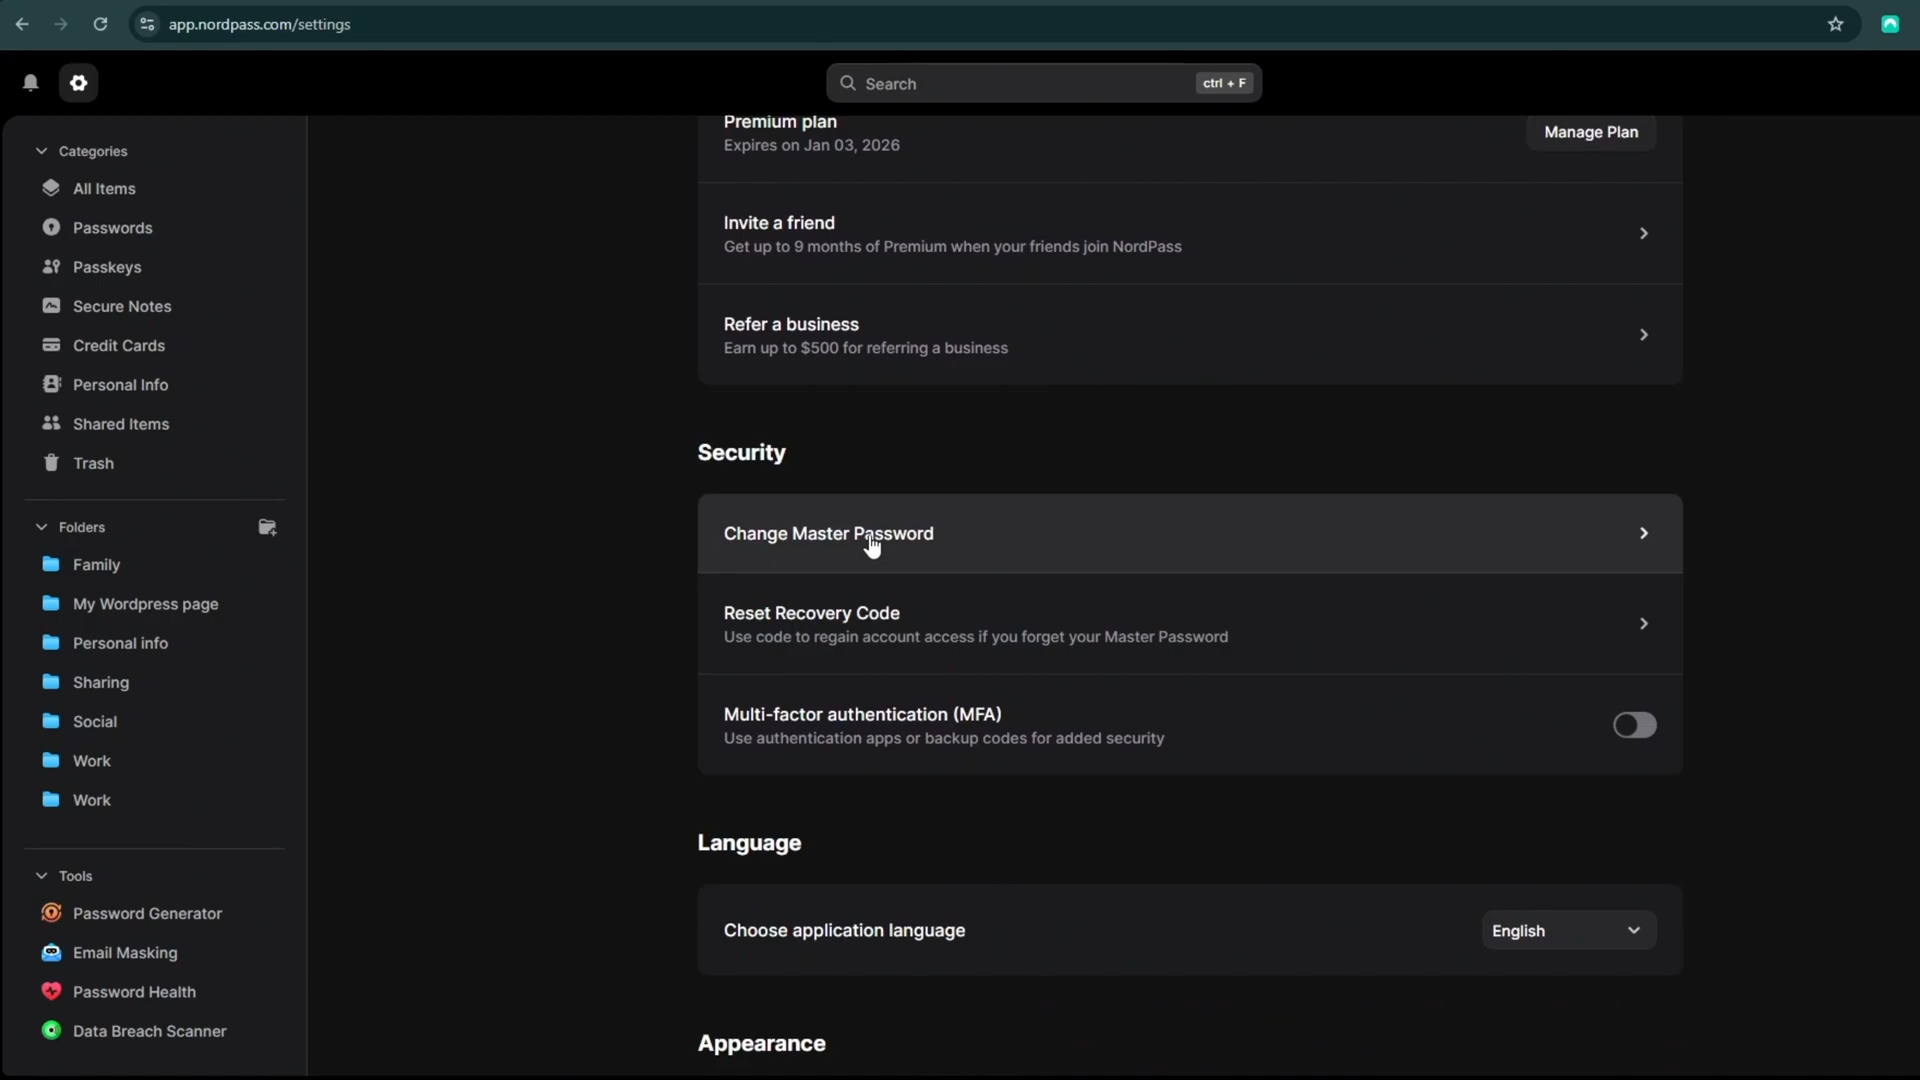 app.nordpass.com/settings
Search
ctrl + F
Categories
All Items
Passwords
Passkeys
Secure Notes
Credit Cards
Personal Info
Shared Items
Trash
Folders
Family
My Wordpress page
Personal info
Sharing
Social
Work
Work
Tools
Password Generator
Email Masking
Password Health
Data Breach Scanner
Premium plan
Expires on Jan 03, 2026
Manage Plan
Invite a friend
Get up to 9 months of Premium when your friends join NordPass
Refer a business
Earn up to $500 for referring a business
Security
Change Master Password
Reset Recovery Code
Use code to regain account access if you forget your Master Password
Multi-factor authentication (MFA)
Use authentication apps or backup codes for added security
Language
Choose application language
English
Appearance